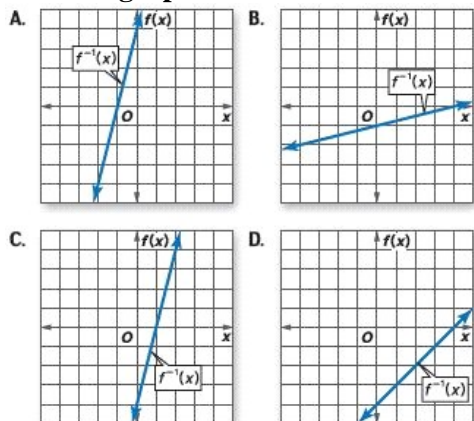 A.
f(x)
f⁻¹(x)
O
x
B.
f(x)
f⁻¹(x)
O
x
C.
f(x)
O
x
f⁻¹(x)
D.
f(x)
O
x
f⁻¹(x)